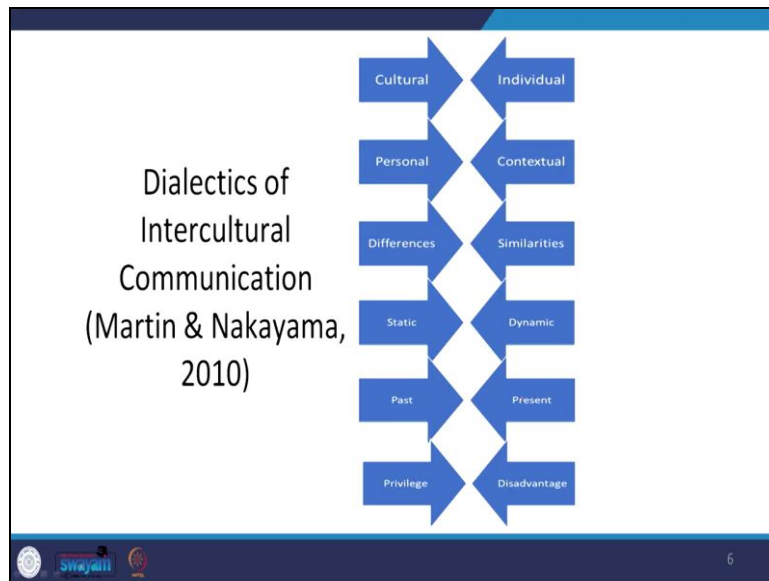 Dialectics of
Intercultural
Communication
(Martin & Nakayama,
2010)
Cultural Individual
Personal Contextual
Differences Similarities
Static Dynamic
Past Present
Privilege Disadvantage
swayam
6